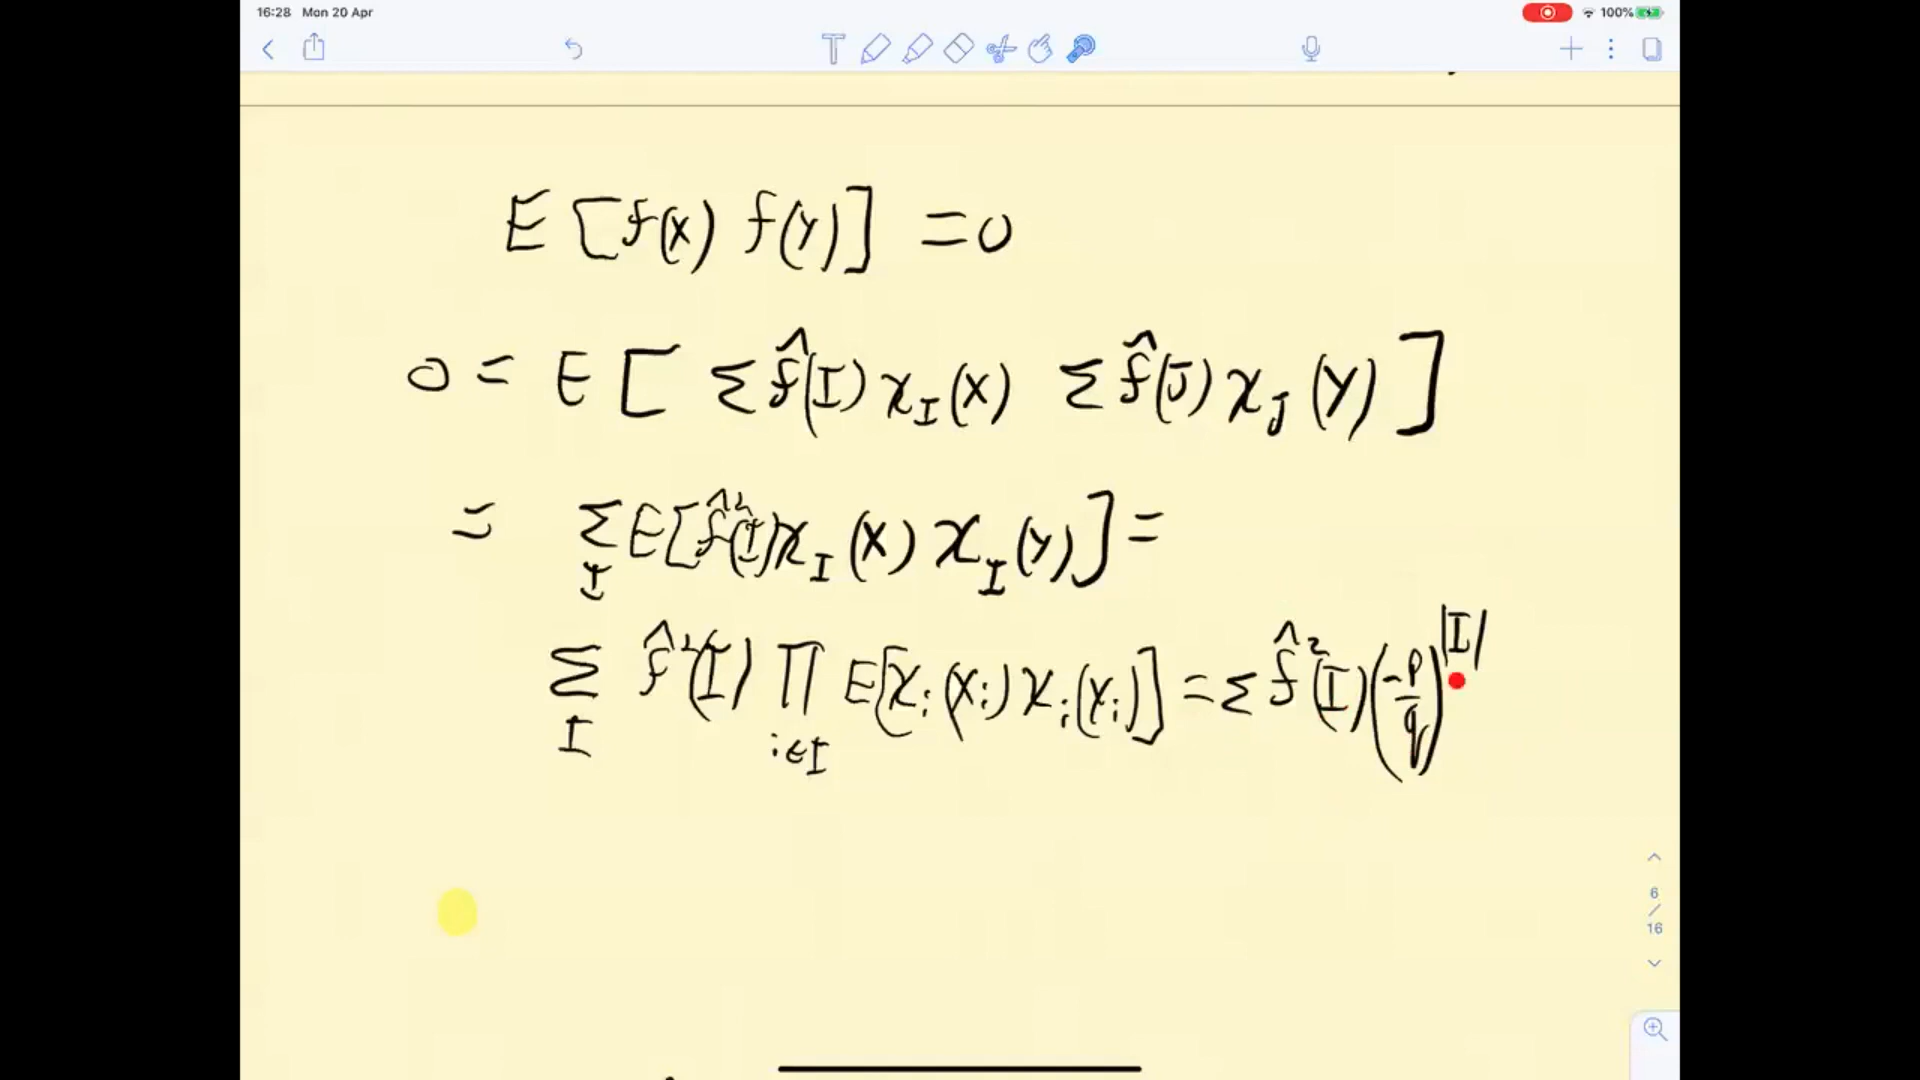 16:28 Mon 20 Apr 100%
E [f(x) f(y)] = 0
0 = E [ Σ f̂(I) χ_I (x) Σ f̂(J) χ_J (y) ]
= Σ_I E[f̂²(I) χ_I (x) χ_I (y)] =
Σ_I f̂²(I) ∏_{i∈I} E[χ_i (x_i) χ_i (y_i)] = Σ f̂²(I) (-p/q)^{|I|}
6
/
16